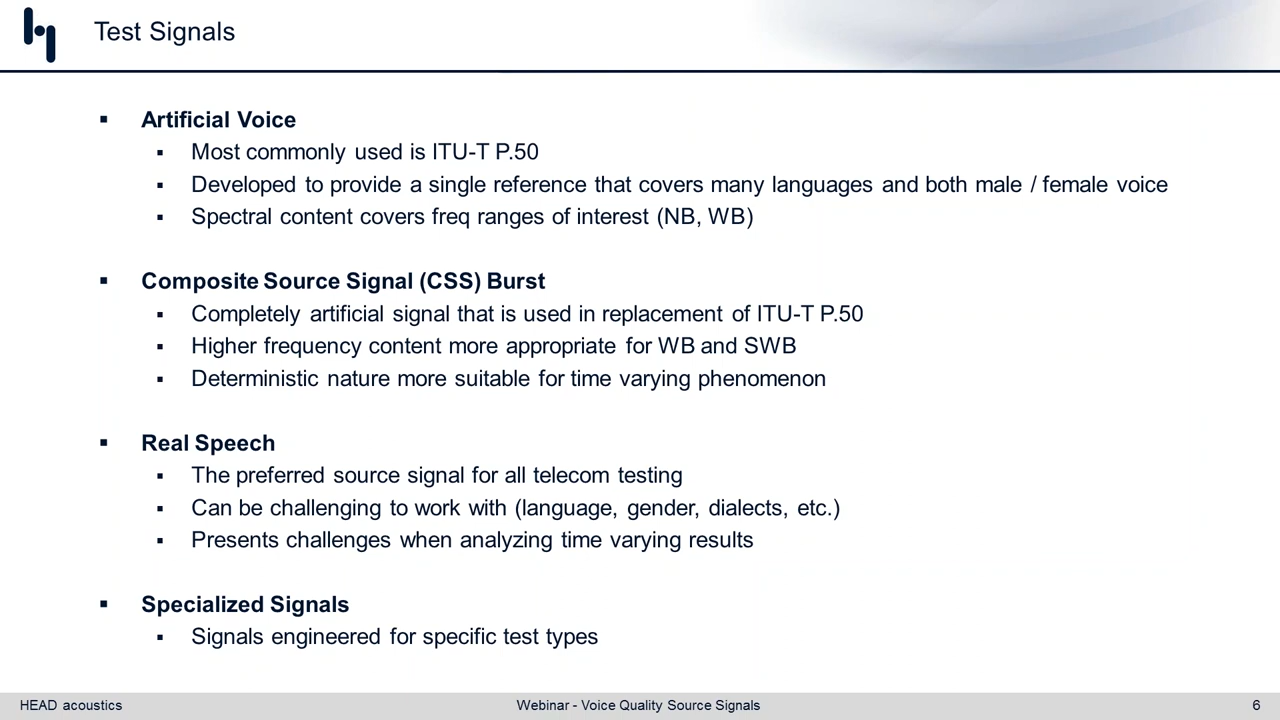 Test Signals
Artificial Voice
Most commonly used is ITU-T P.50
Developed to provide a single reference that covers many languages and both male / female voice
Spectral content covers freq ranges of interest (NB, WB)
Composite Source Signal (CSS) Burst
Completely artificial signal that is used in replacement of ITU-T P.50
Higher frequency content more appropriate for WB and SWB
Deterministic nature more suitable for time varying phenomenon
Real Speech
The preferred source signal for all telecom testing
Can be challenging to work with (language, gender, dialects, etc.)
Presents challenges when analyzing time varying results
Specialized Signals
Signals engineered for specific test types
HEAD acoustics Webinar - Voice Quality Source Signals 6